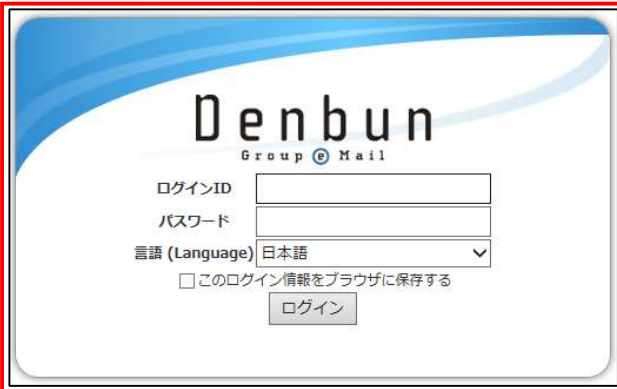 Denbun
Group e Mail
ログインID
パスワード
言語 (Language) 日本語
このログイン情報をブラウザに保存する
ログイン